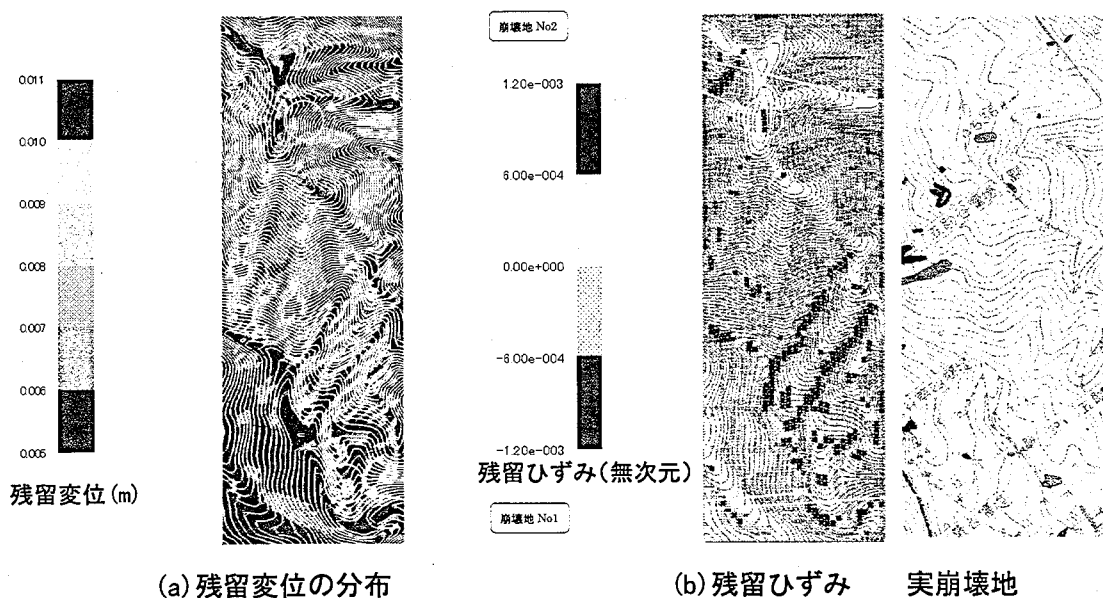 0.011
0.010
0.009
0.008
0.007
0.006
0.005
残留変位(m)
(a)残留変位の分布
崩壊地 No2
1.20e-003
6.00e-004
0.00e+000
-6.00e-004
-1.20e-003
残留ひずみ(無次元)
崩壊地 No1
(b)残留ひずみ
実崩壊地